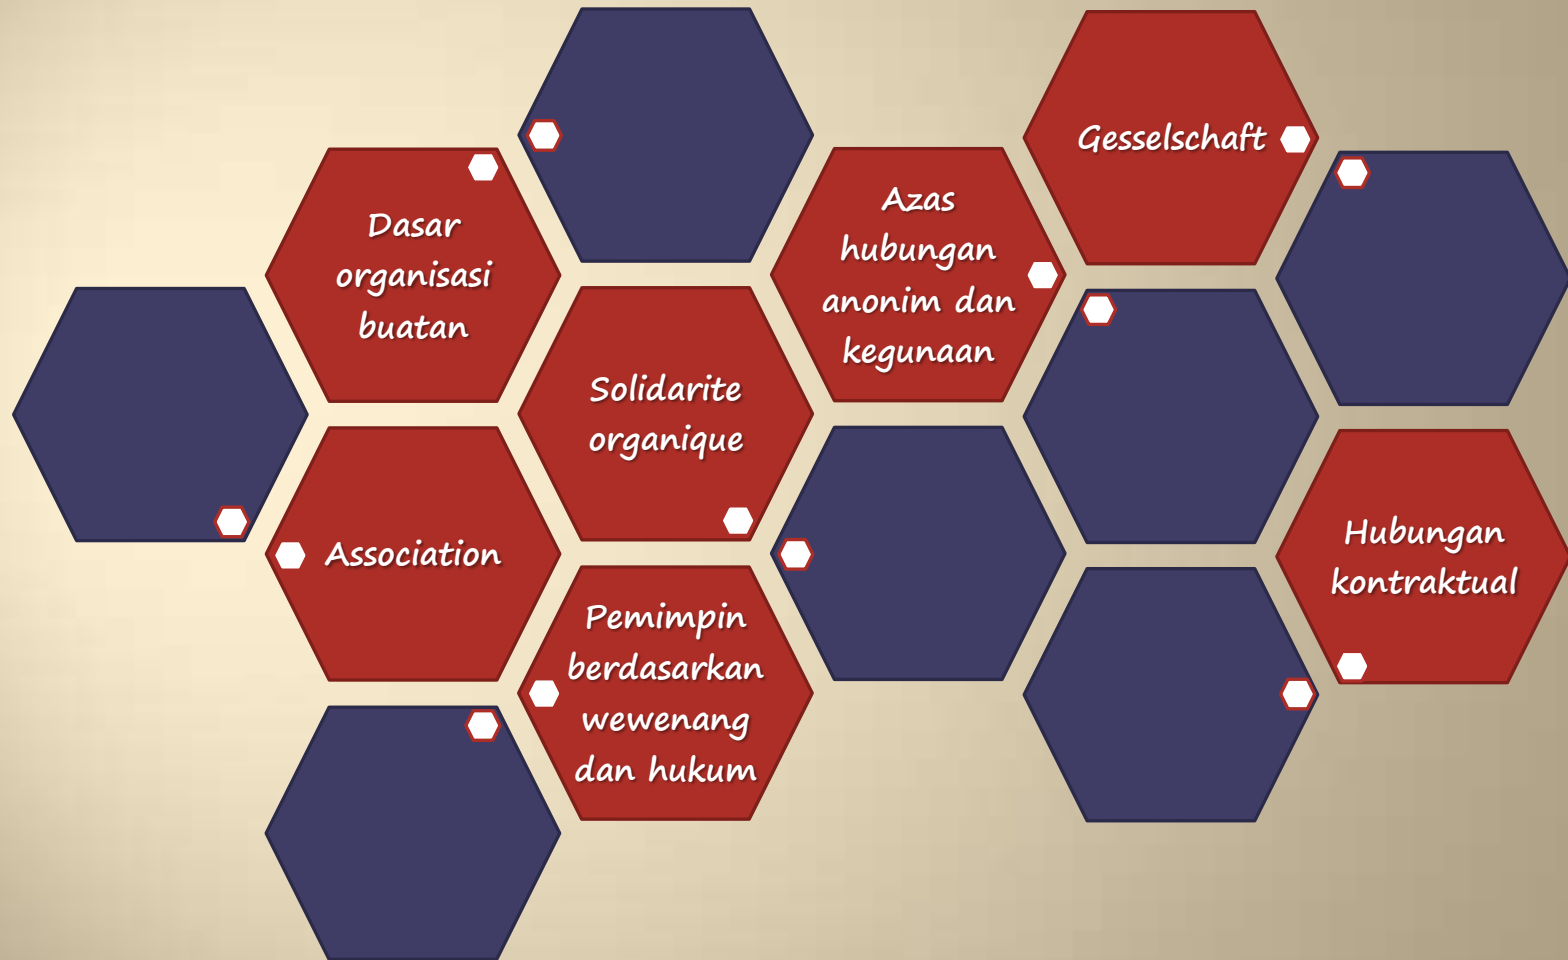 Dasar
organisasi
buatan
Azas
hubungan
anonim dan
kegunaan
Gesselschaft
Solidarite
organique
Association
Pemimpin
berdasarkan
wewenang
dan hukum
Hubungan
kontraktual